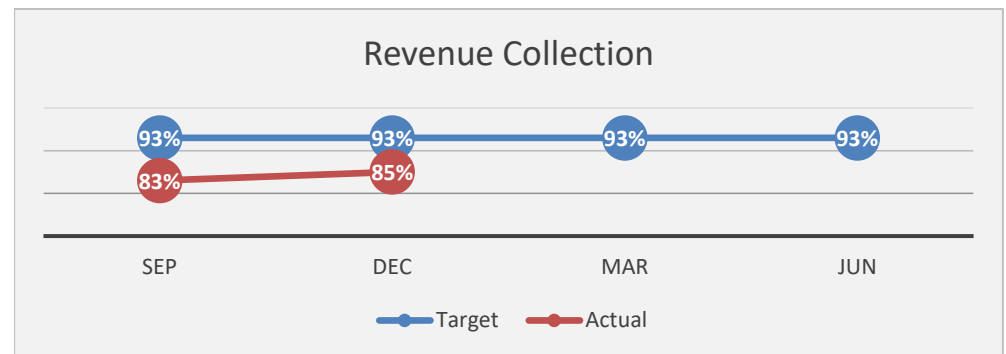 Revenue Collection
93% 93% 93% 93%
83% 85%
SEP DEC MAR JUN
Target Actual